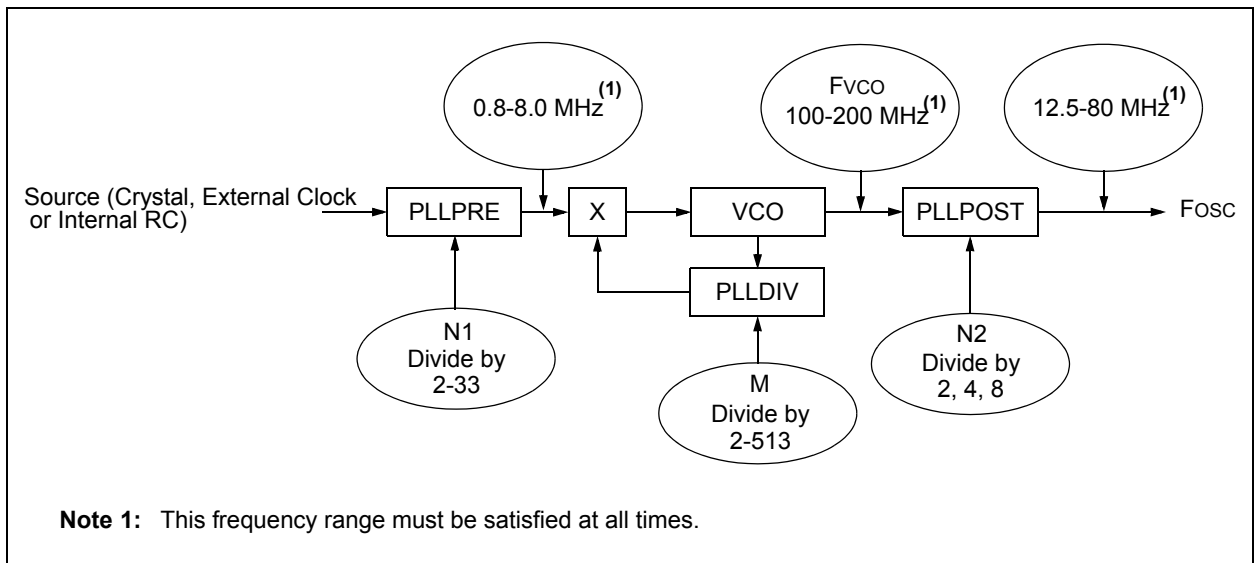 0.8-8.0 MHz(1)
FVCO
100-200 MHz(1)
12.5-80 MHz(1)
Source (Crystal, External Clock
or Internal RC)
PLLPRE
X
VCO
PLLPOST
FOSC
PLLDIV
N1
Divide by
2-33
M
Divide by
2-513
N2
Divide by
2, 4, 8
Note 1: This frequency range must be satisfied at all times.